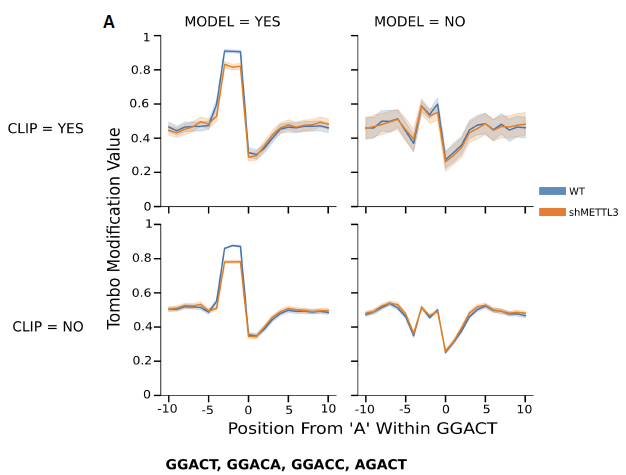 A
MODEL = YES
MODEL = NO
CLIP = YES
CLIP = NO
Tombo Modification Value
1
0.8
0.6
0.4
0.2
0
1
0.8
0.6
0.4
0.2
0
-10 -5 0 5 10
-10 -5 0 5 10
Position From 'A' Within GGACT
WT
shMETTL3
GGACT, GGACA, GGACC, AGACT